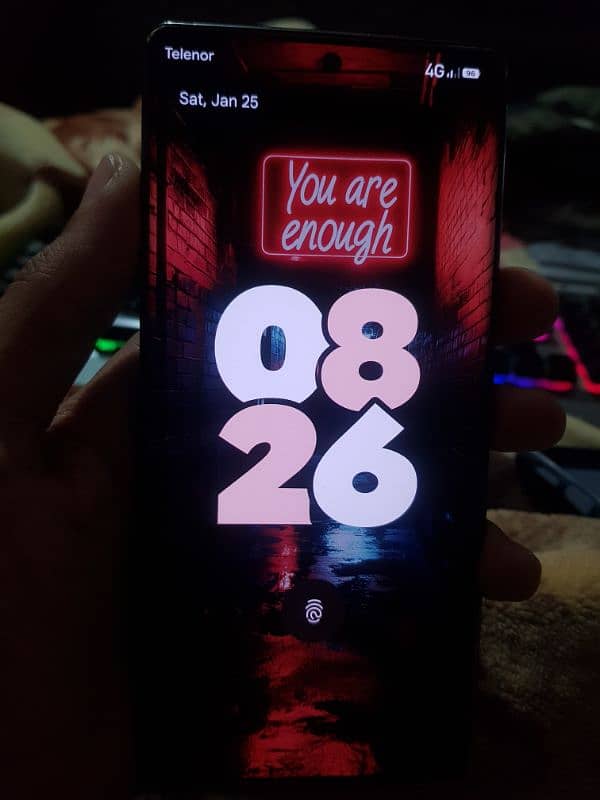 Telenor
4G 96
Sat, Jan 25
You are
enough
08
26